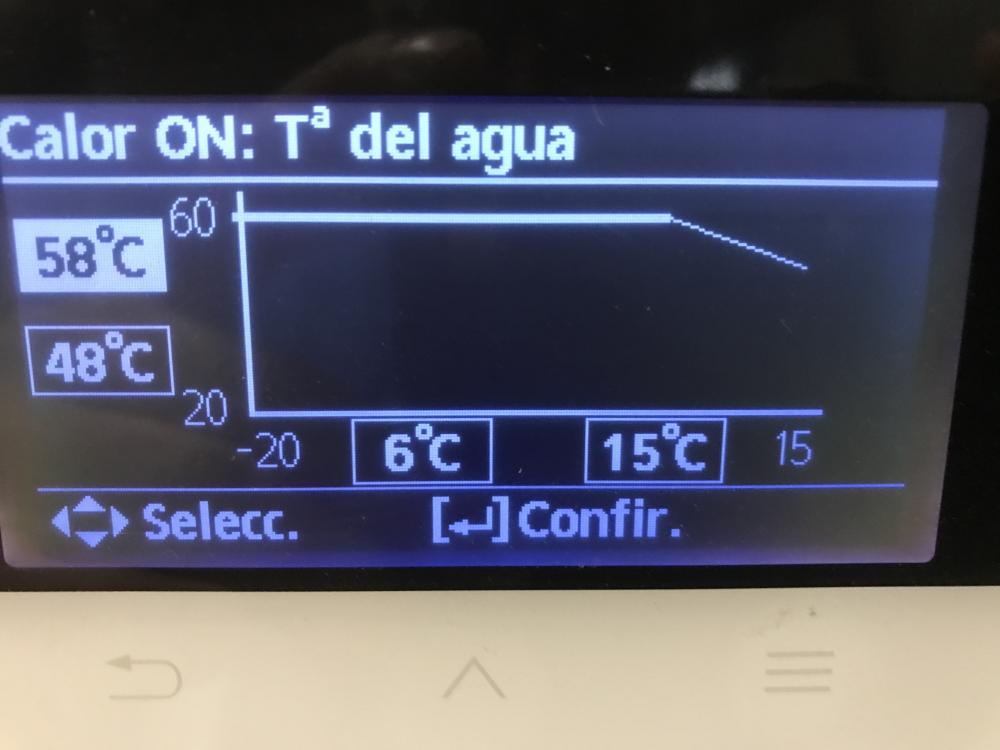 Calor ON: Tª del agua
60
58°C
48°C
20
-20 6°C 15°C 15
Selecc. [↵] Confir.